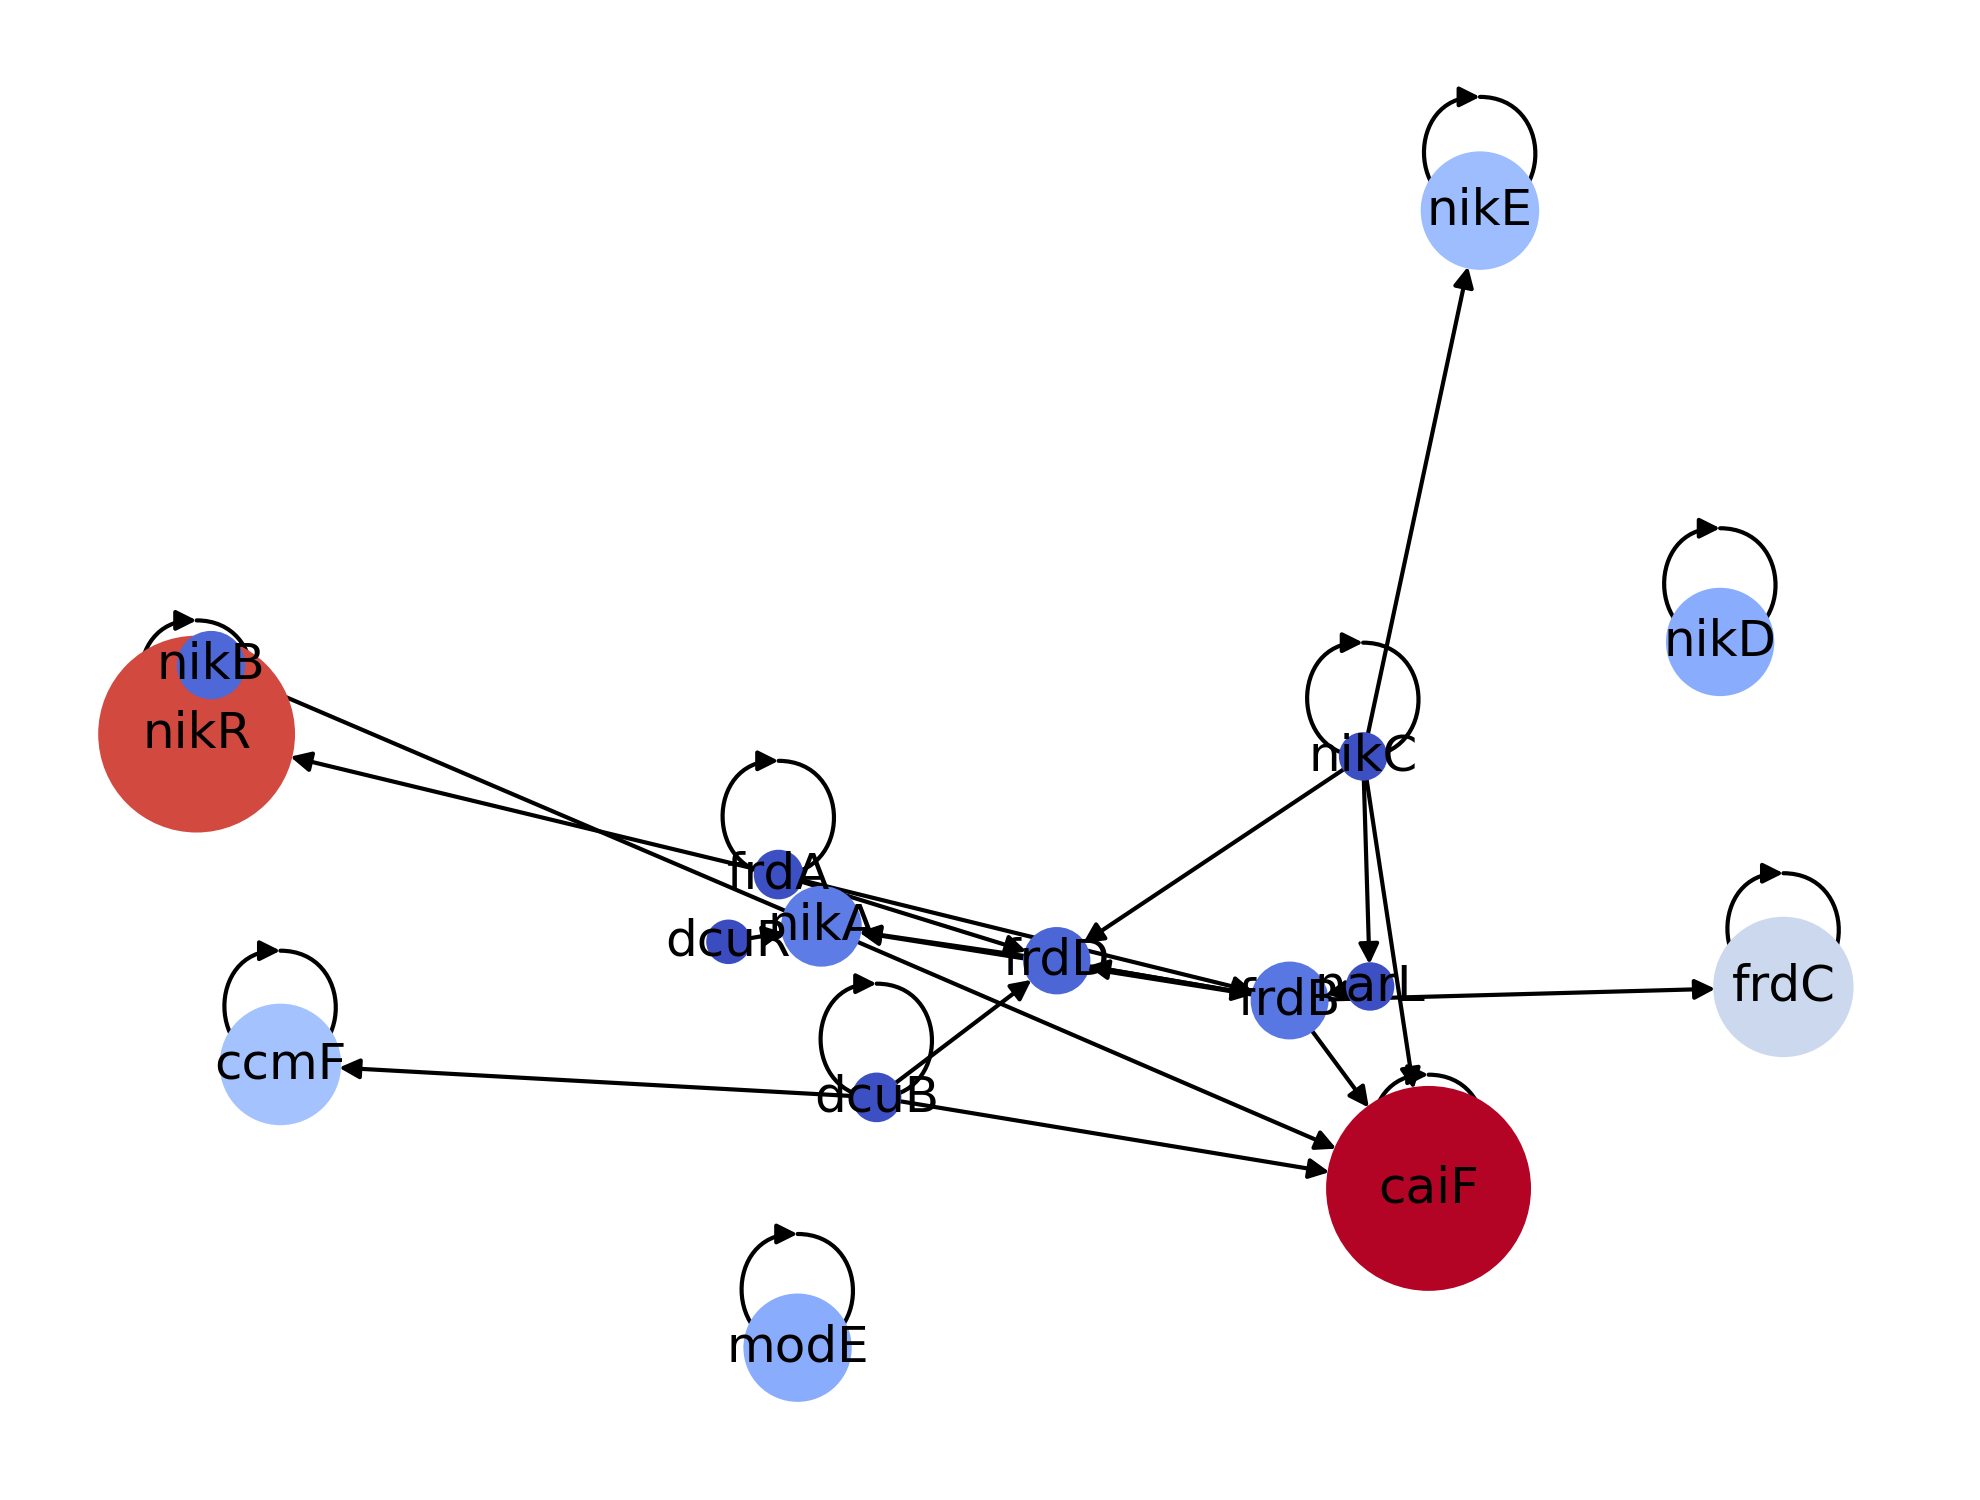 nikE
nikD
nikB
nikR
nikC
frdA
nikA
dcuR
frdD
narL
frdB
frdC
ccmF
dcuB
caiF
modE